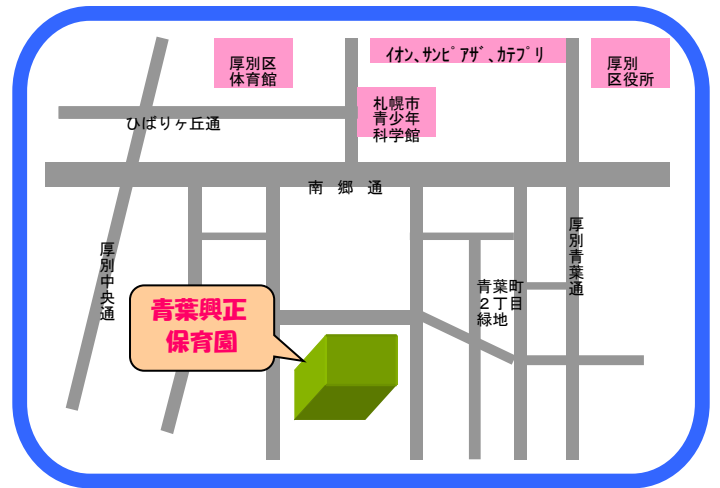 厚別区
体育館
ｲｵﾝ､ｻﾝﾋﾟｱｻﾞ､ｶﾃﾌﾟﾘ
厚別
区役所
札幌市
青少年
科学館
ひばりヶ丘通
南 郷 通
厚別中央通
厚別青葉通
青葉町
２丁目
緑地
青葉興正
保育園